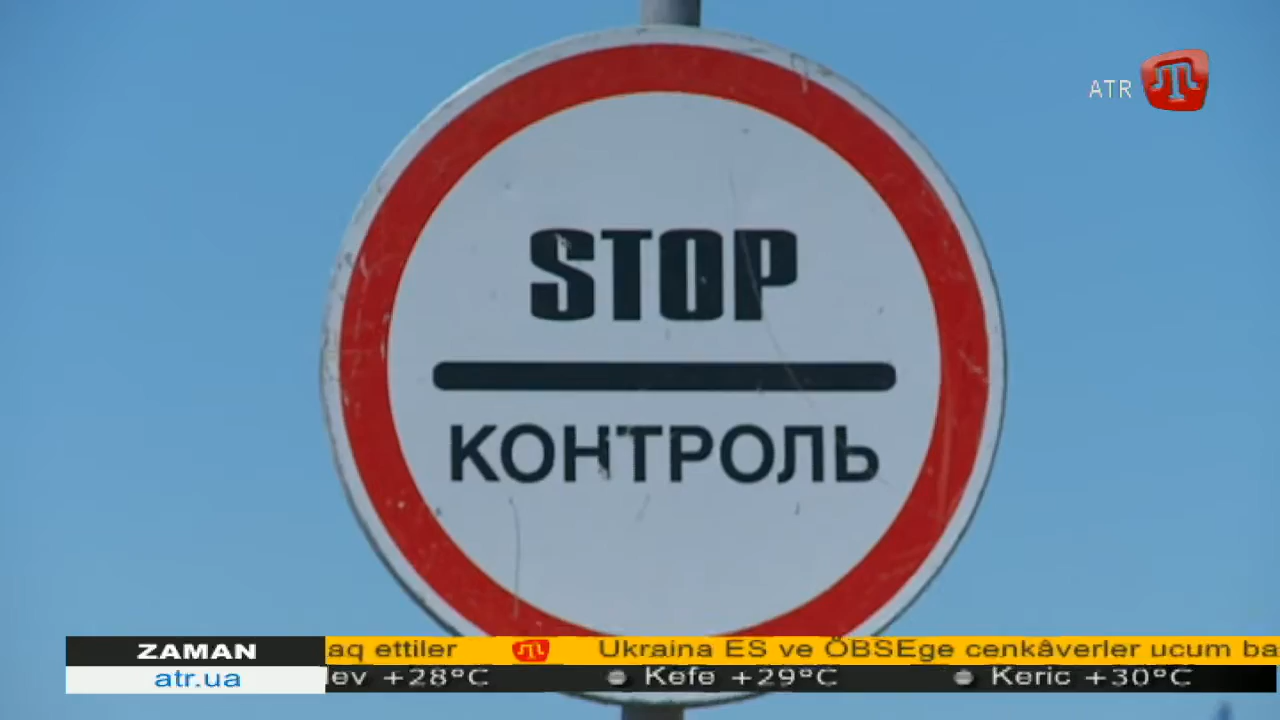 ATR
STOP
КОНТРОЛЬ
ZAMAN
aq ettiler
Ukraina ES ve ÖBSEge cenkâverler ucum ba
atr.ua
lev +28°C
Kefe +29°C
Keric +30°C